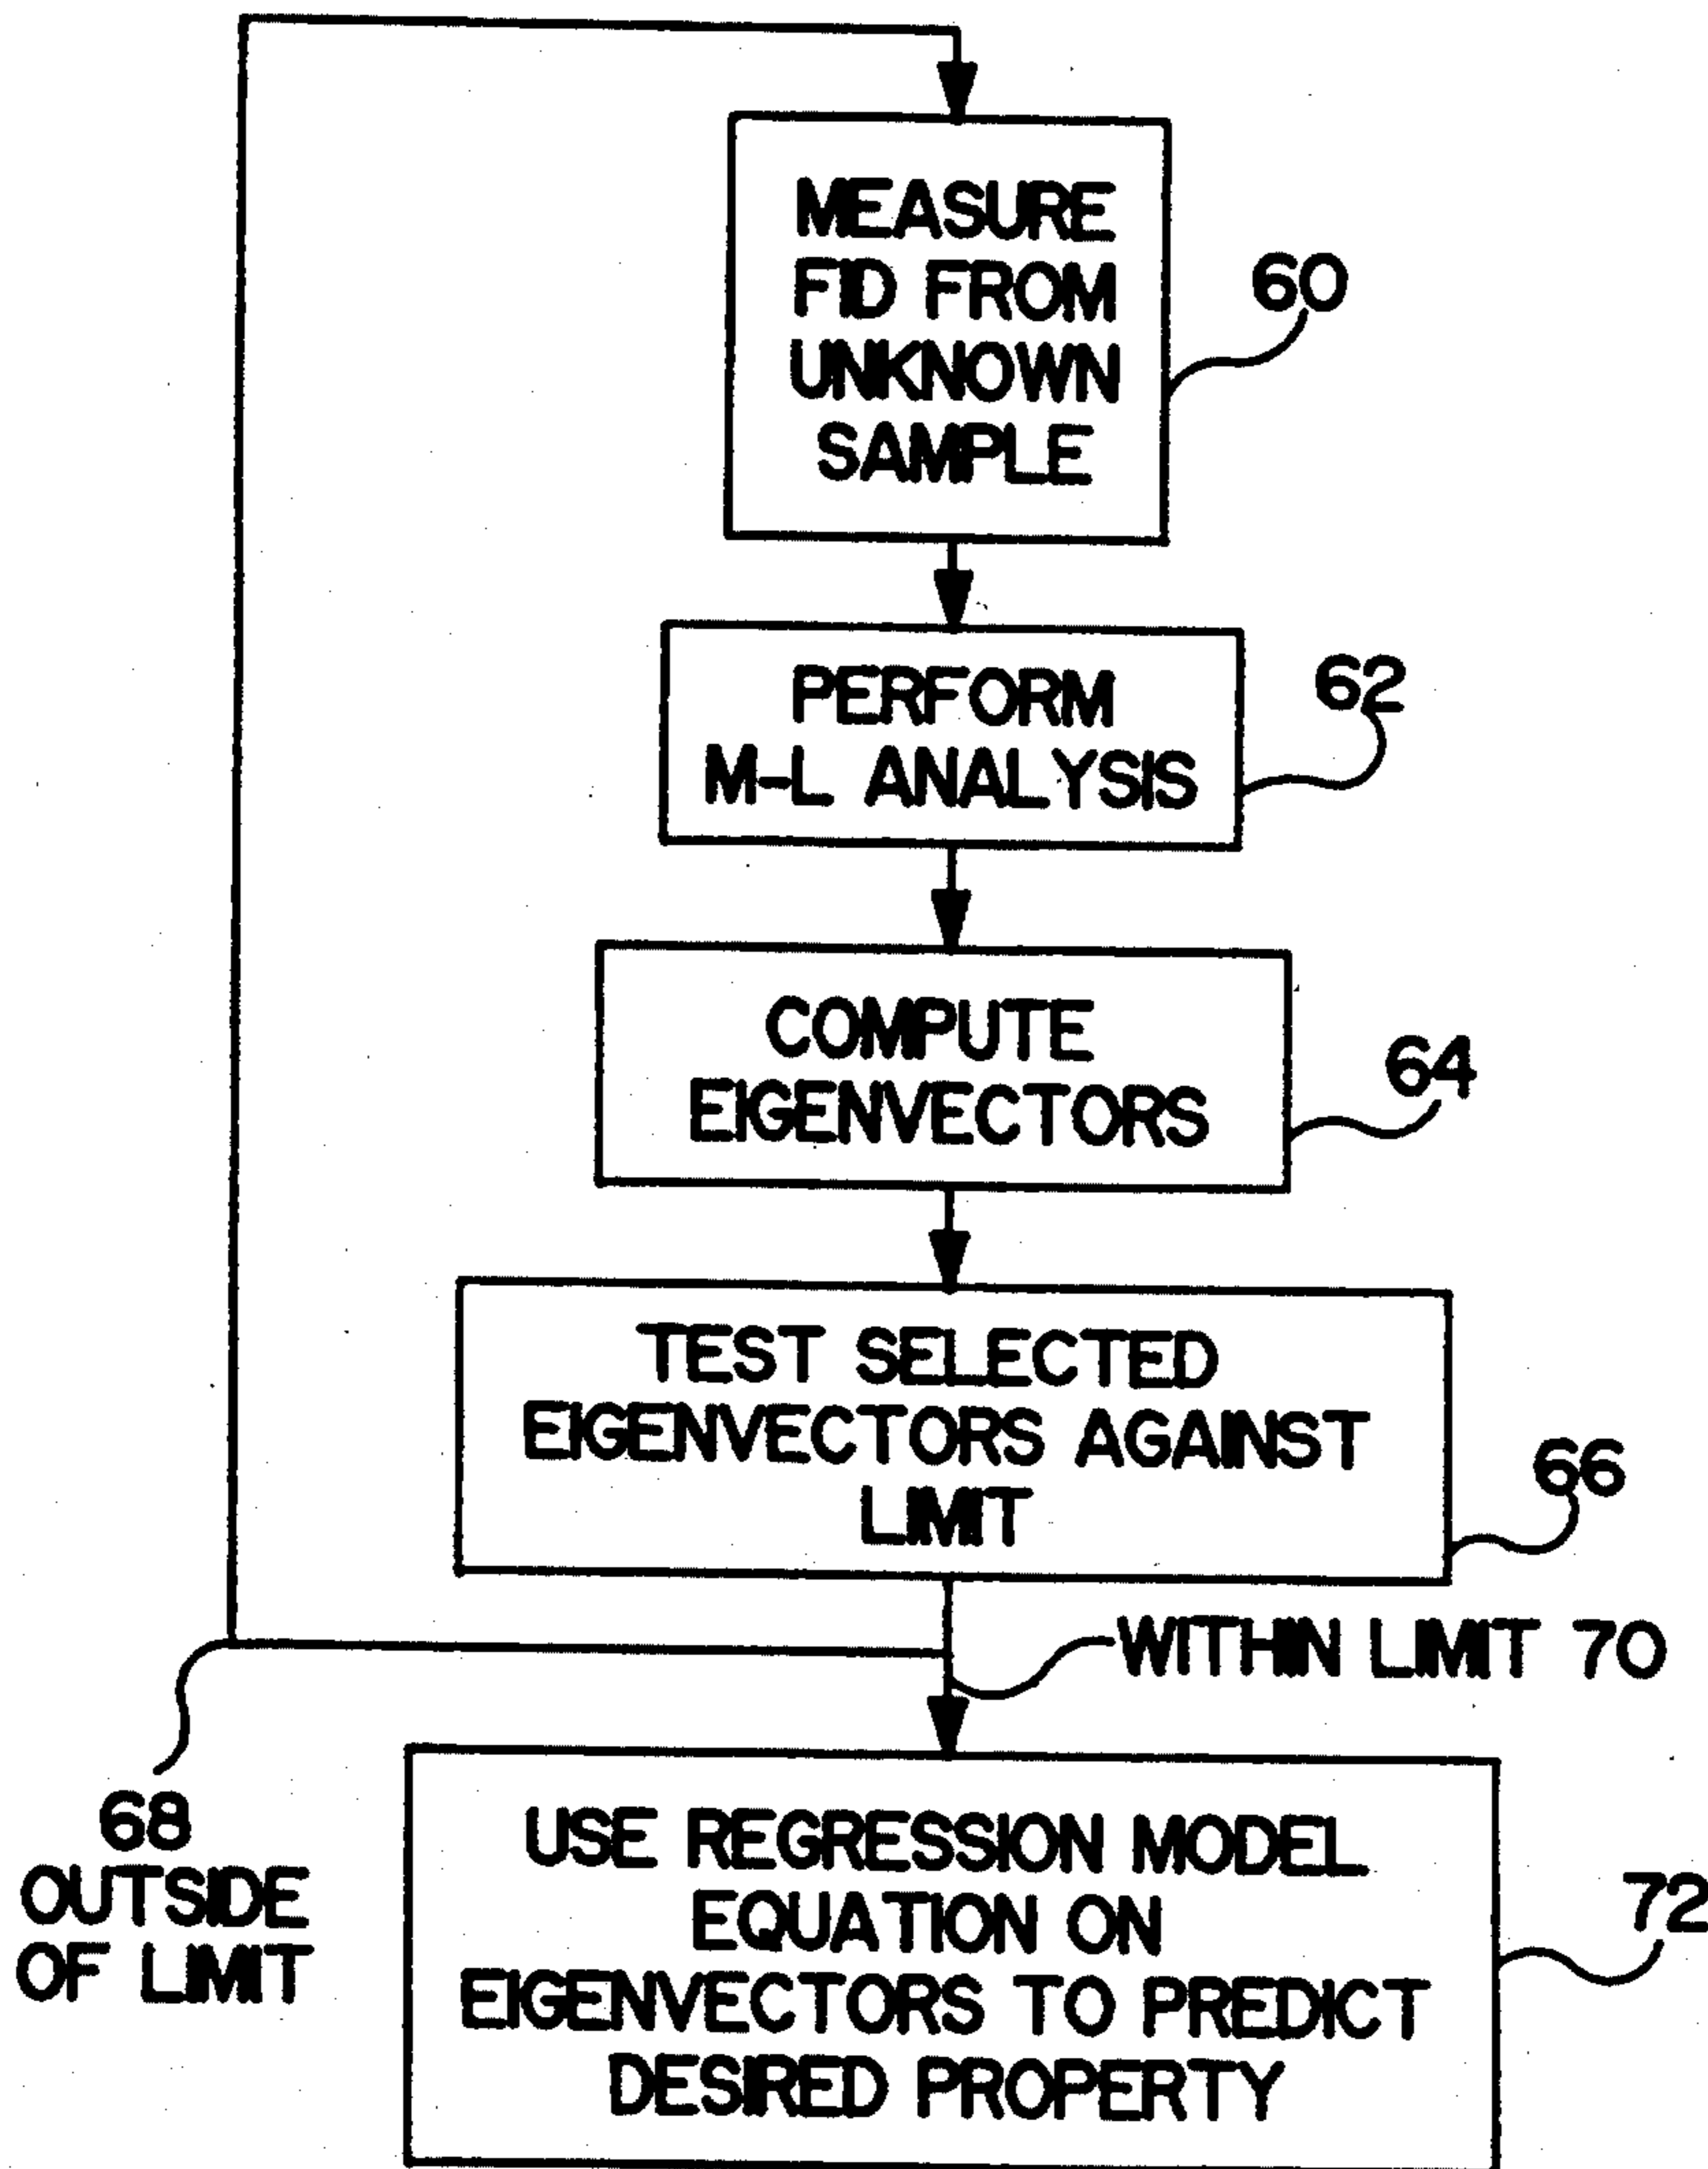 MEASURE
FID FROM
UNKNOWN
SAMPLE
60
PERFORM
M-L ANALYSIS
62
COMPUTE
EIGENVECTORS
64
TEST SELECTED
EIGENVECTORS AGAINST
LIMIT
66
WITHIN LIMIT 70
68
OUTSIDE
OF LIMIT
USE REGRESSION MODEL
EQUATION ON
EIGENVECTORS TO PREDICT
DESIRED PROPERTY
72